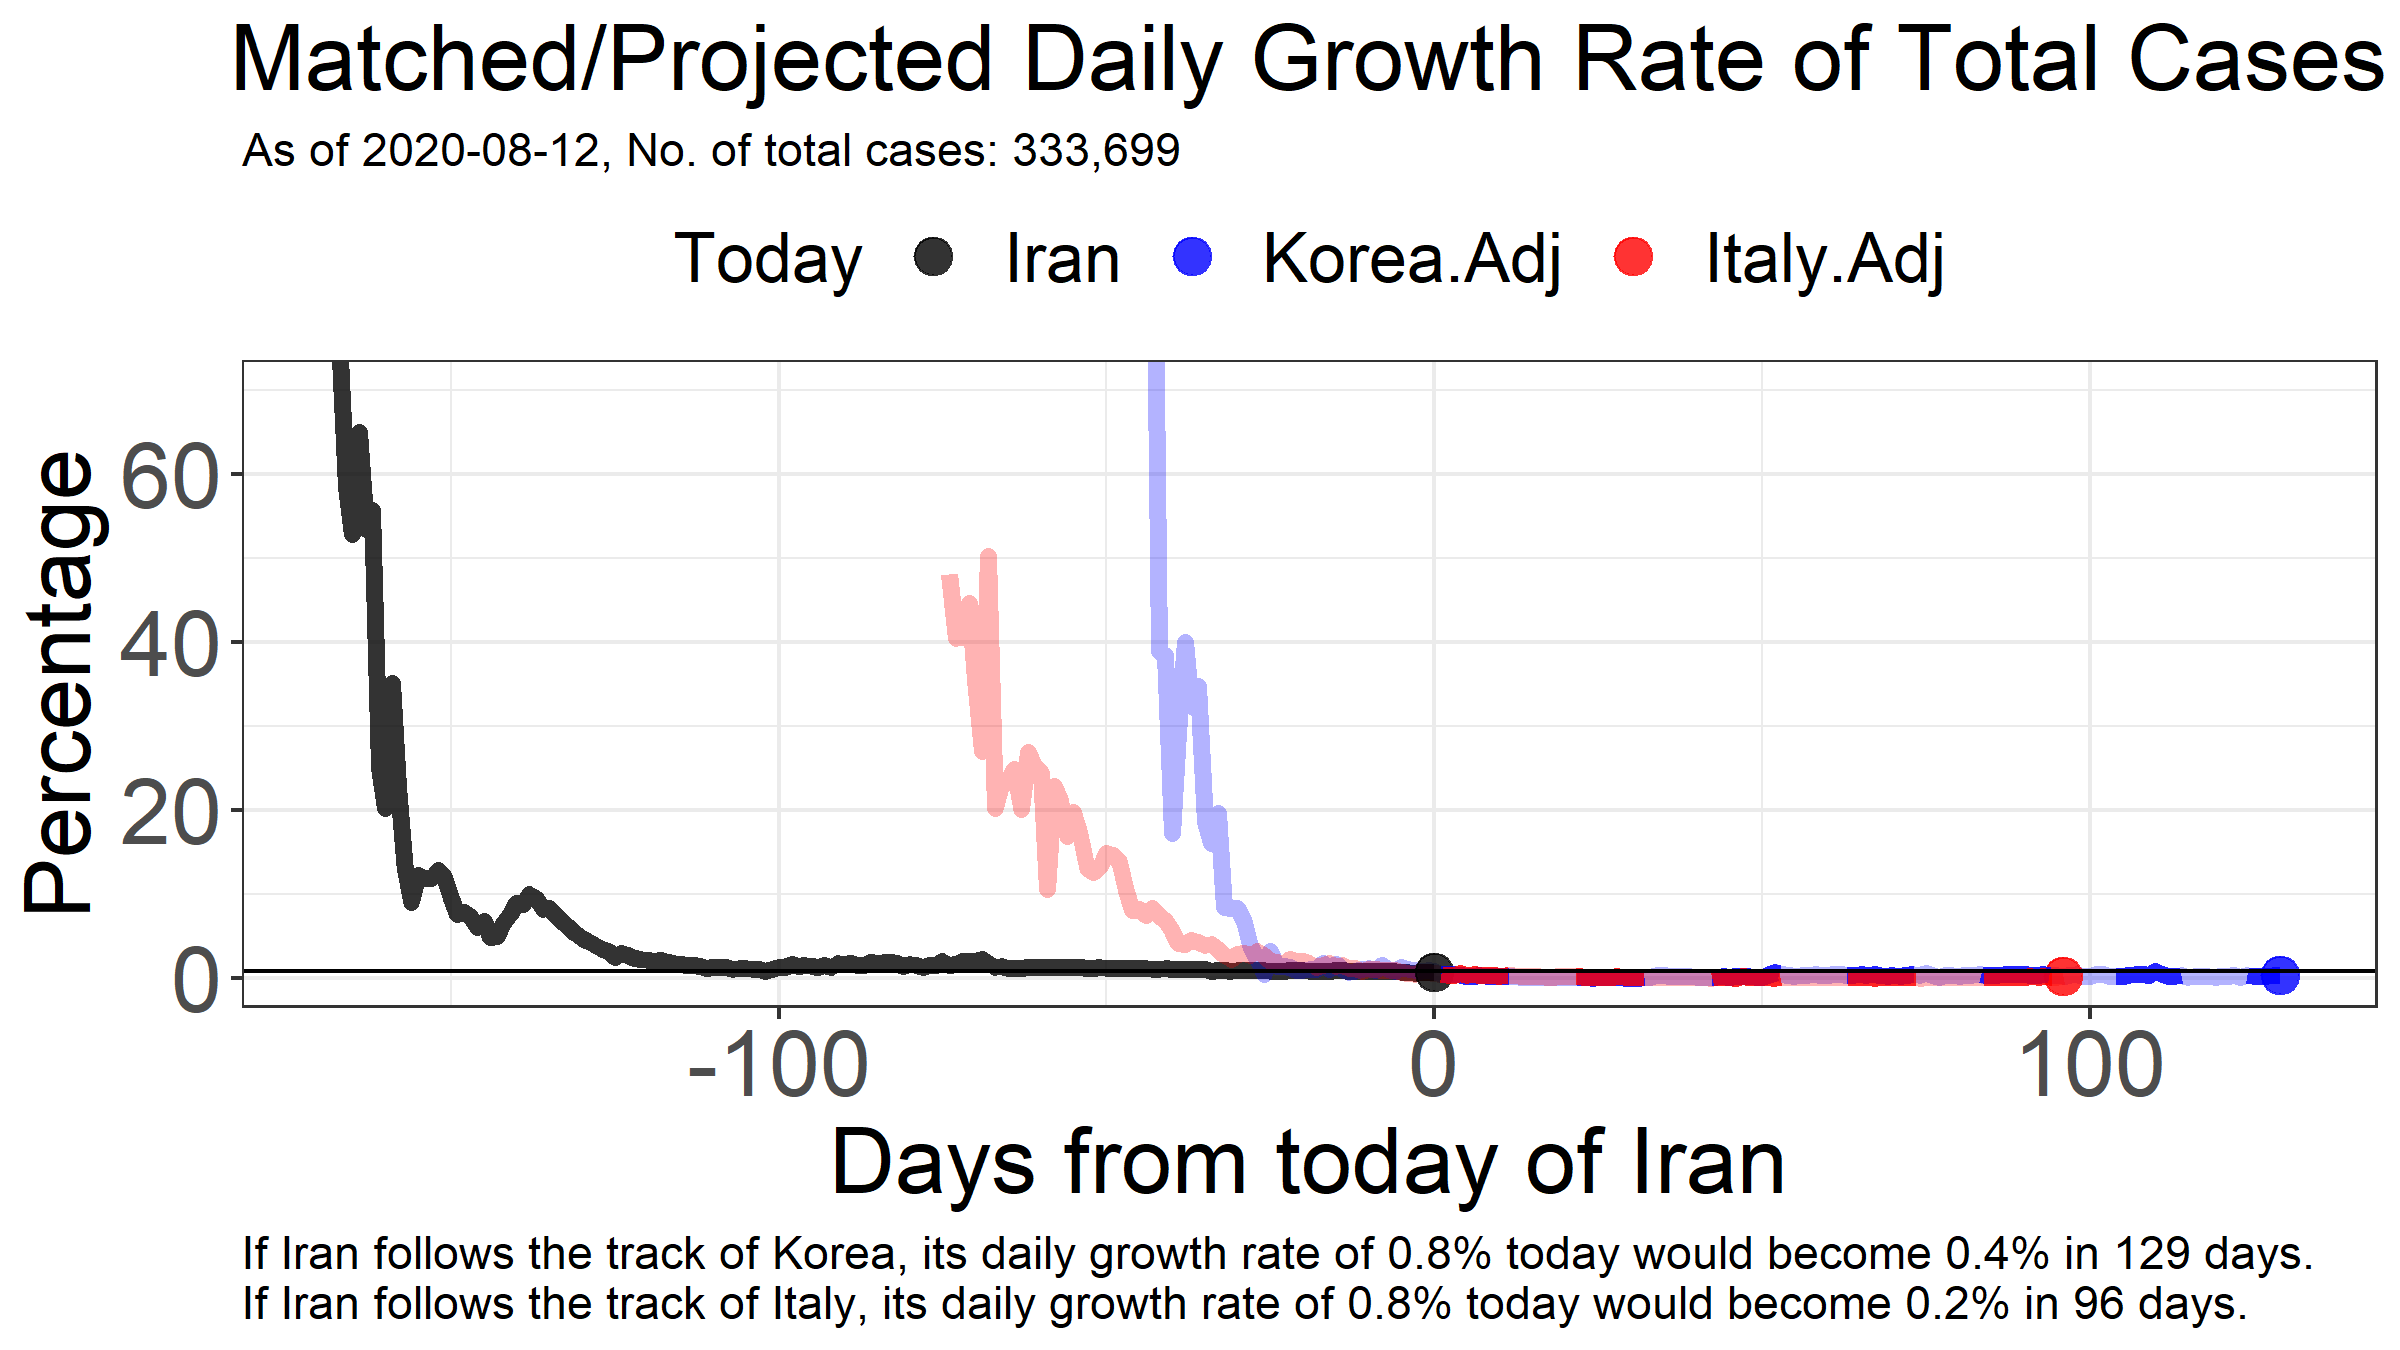 Matched/Projected Daily Growth Rate of Total Cases
As of 2020-08-12, No. of total cases: 333,699
Today Iran Korea.Adj Italy.Adj
Percentage
60
40
20
0
-100 0 100
Days from today of Iran
If Iran follows the track of Korea, its daily growth rate of 0.8% today would become 0.4% in 129 days.
If Iran follows the track of Italy, its daily growth rate of 0.8% today would become 0.2% in 96 days.